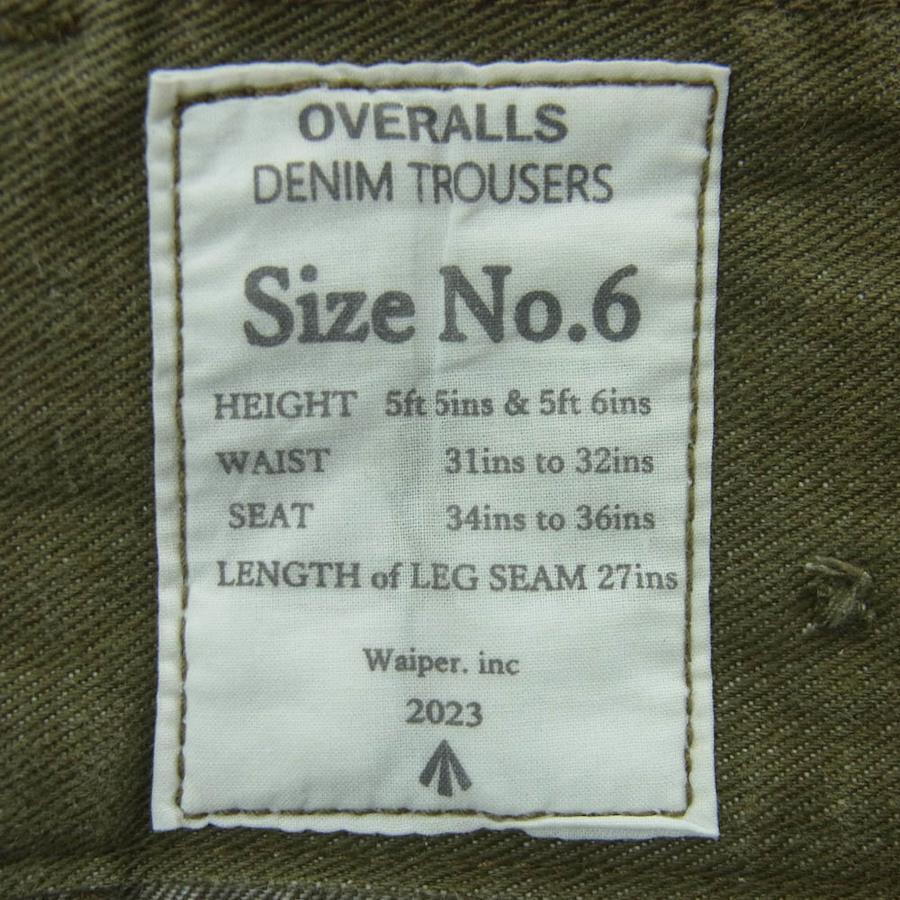 OVERALLS
DENIM TROUSERS
Size No.6
HEIGHT 5ft 5ins & 5ft 6ins
WAIST 31ins to 32ins
SEAT 34ins to 36ins
LENGTH of LEG SEAM 27ins
Waiper. inc
2023